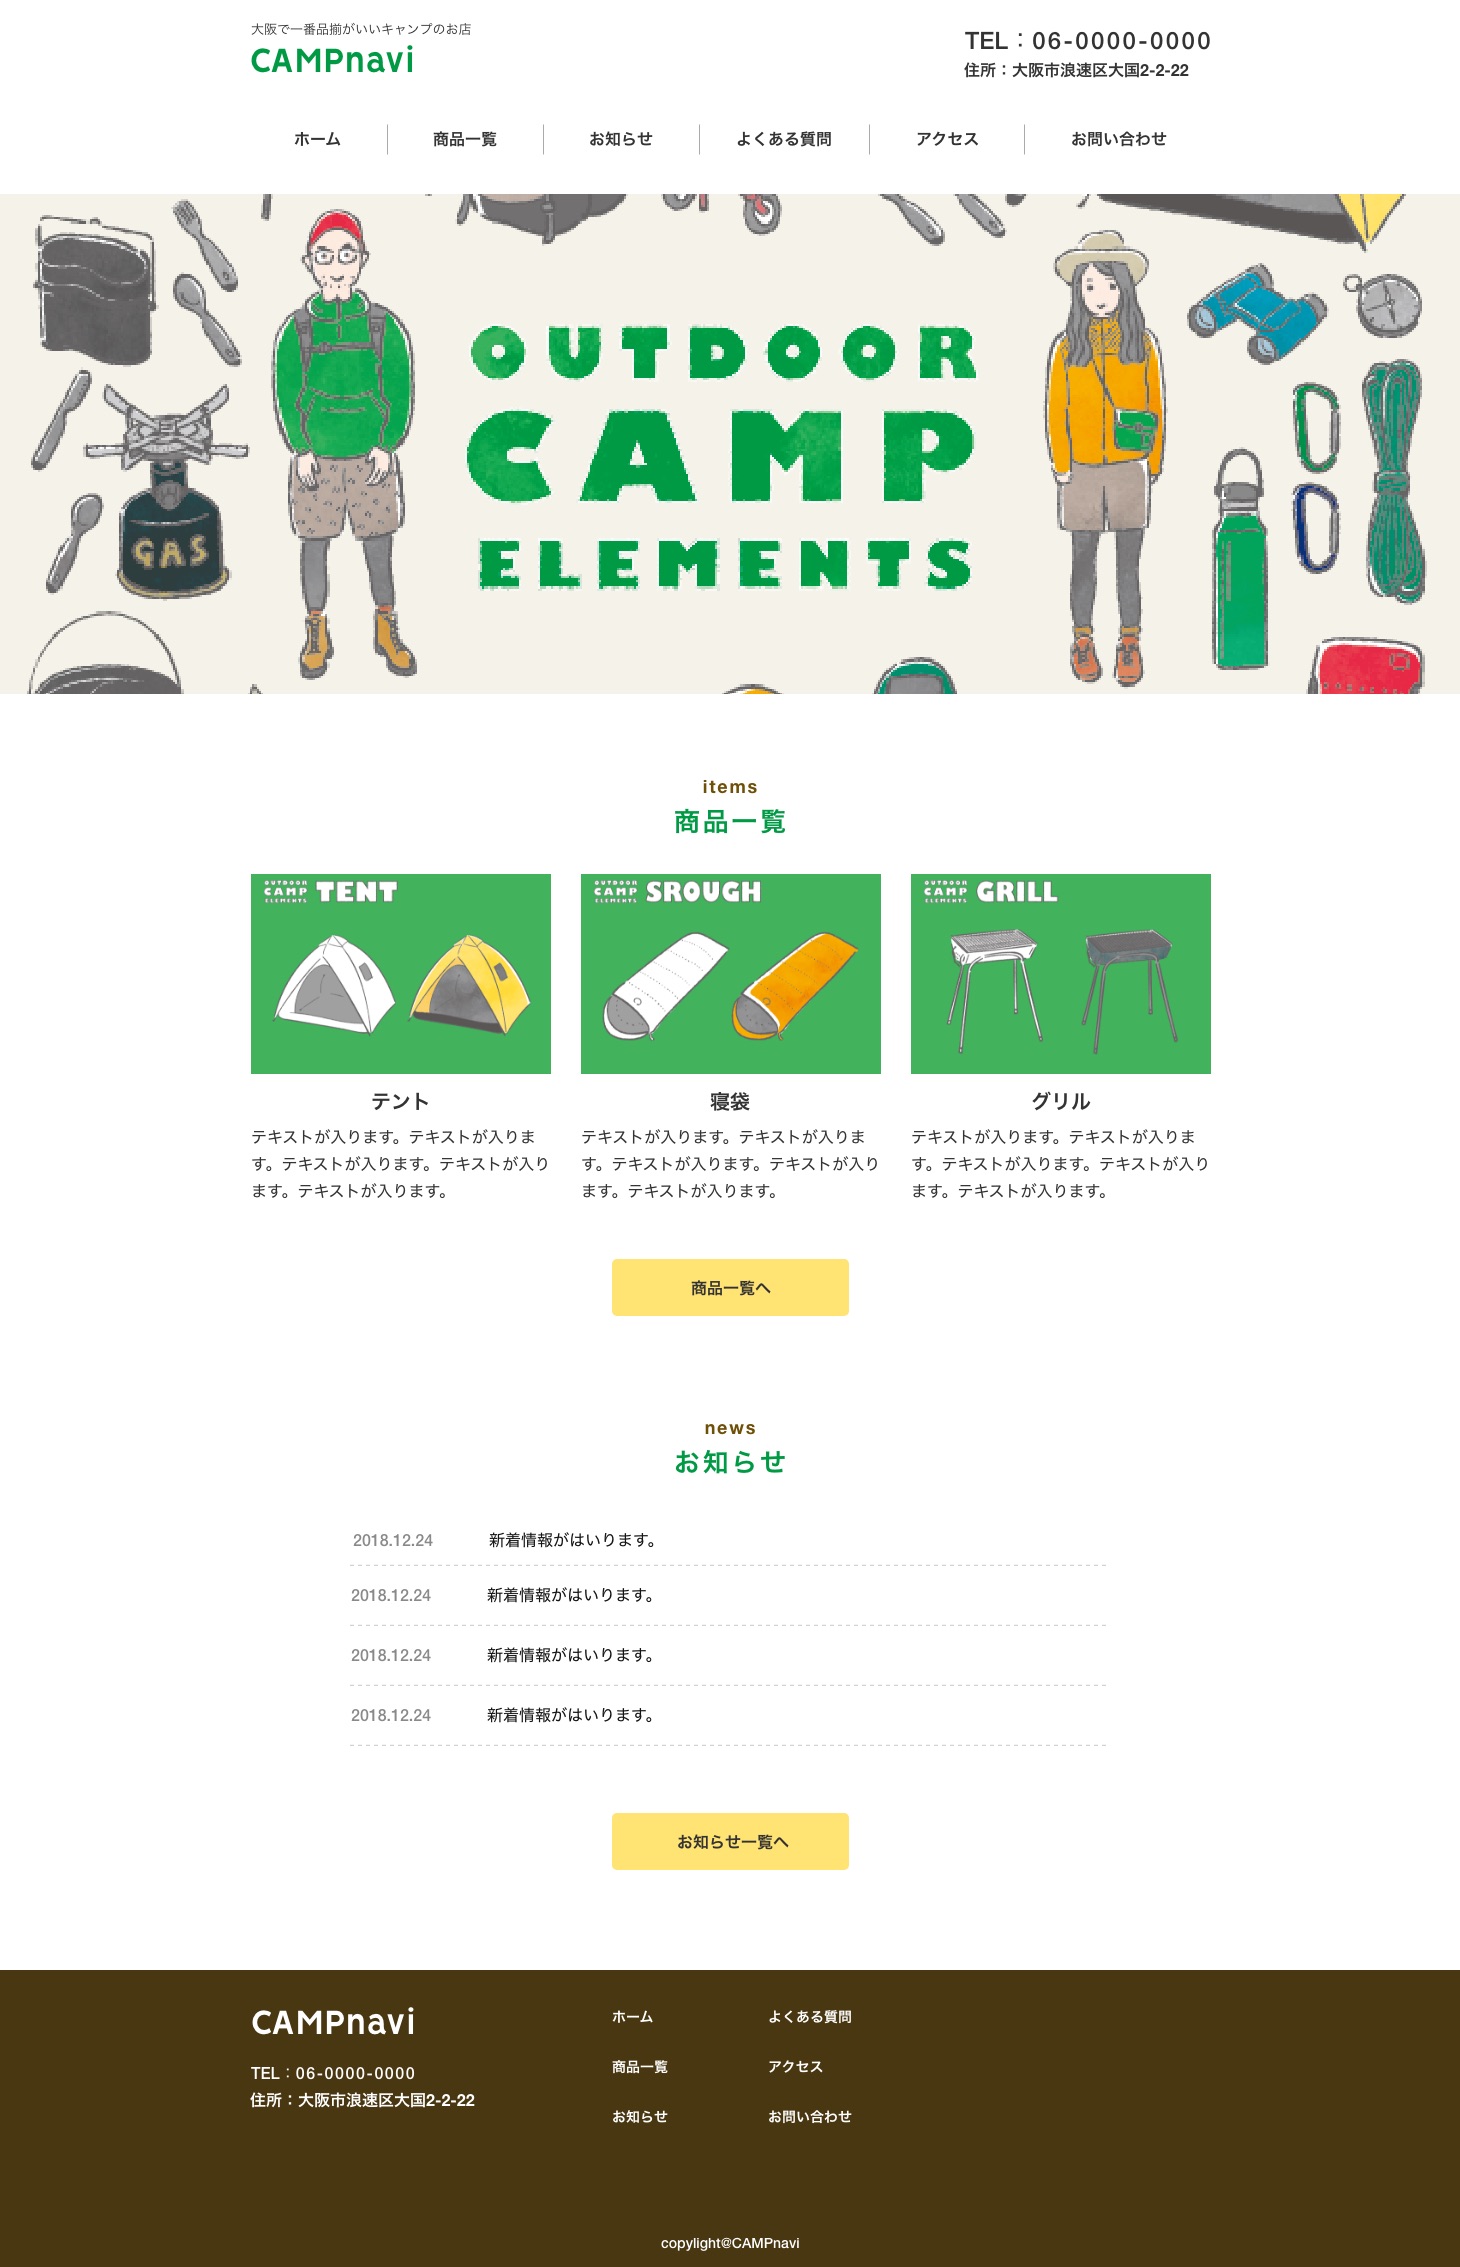 大阪で一番品揃がいいキャンプのお店
CAMPnavi
TEL：06-0000-0000
住所：大阪市浪速区大国2-2-22
ホーム
商品一覧
お知らせ
よくある質問
アクセス
お問い合わせ
OUTDOOR
CAMP
ELEMENTS
GAS
items
商品一覧
OUTDOOR
CAMP
ELEMENTS
TENT
OUTDOOR
CAMP
ELEMENTS
SROUGH
OUTDOOR
CAMP
ELEMENTS
GRILL
テント
テキストが入ります。テキストが入りま
す。テキストが入ります。テキストが入り
ます。テキストが入ります。
寝袋
テキストが入ります。テキストが入りま
す。テキストが入ります。テキストが入り
ます。テキストが入ります。
グリル
テキストが入ります。テキストが入りま
す。テキストが入ります。テキストが入り
ます。テキストが入ります。
商品一覧へ
news
お知らせ
2018.12.24 新着情報がはいります。
2018.12.24 新着情報がはいります。
2018.12.24 新着情報がはいります。
2018.12.24 新着情報がはいります。
お知らせ一覧へ
CAMPnavi
TEL：06-0000-0000
住所：大阪市浪速区大国2-2-22
ホーム
商品一覧
お知らせ
よくある質問
アクセス
お問い合わせ
copylight@CAMPnavi